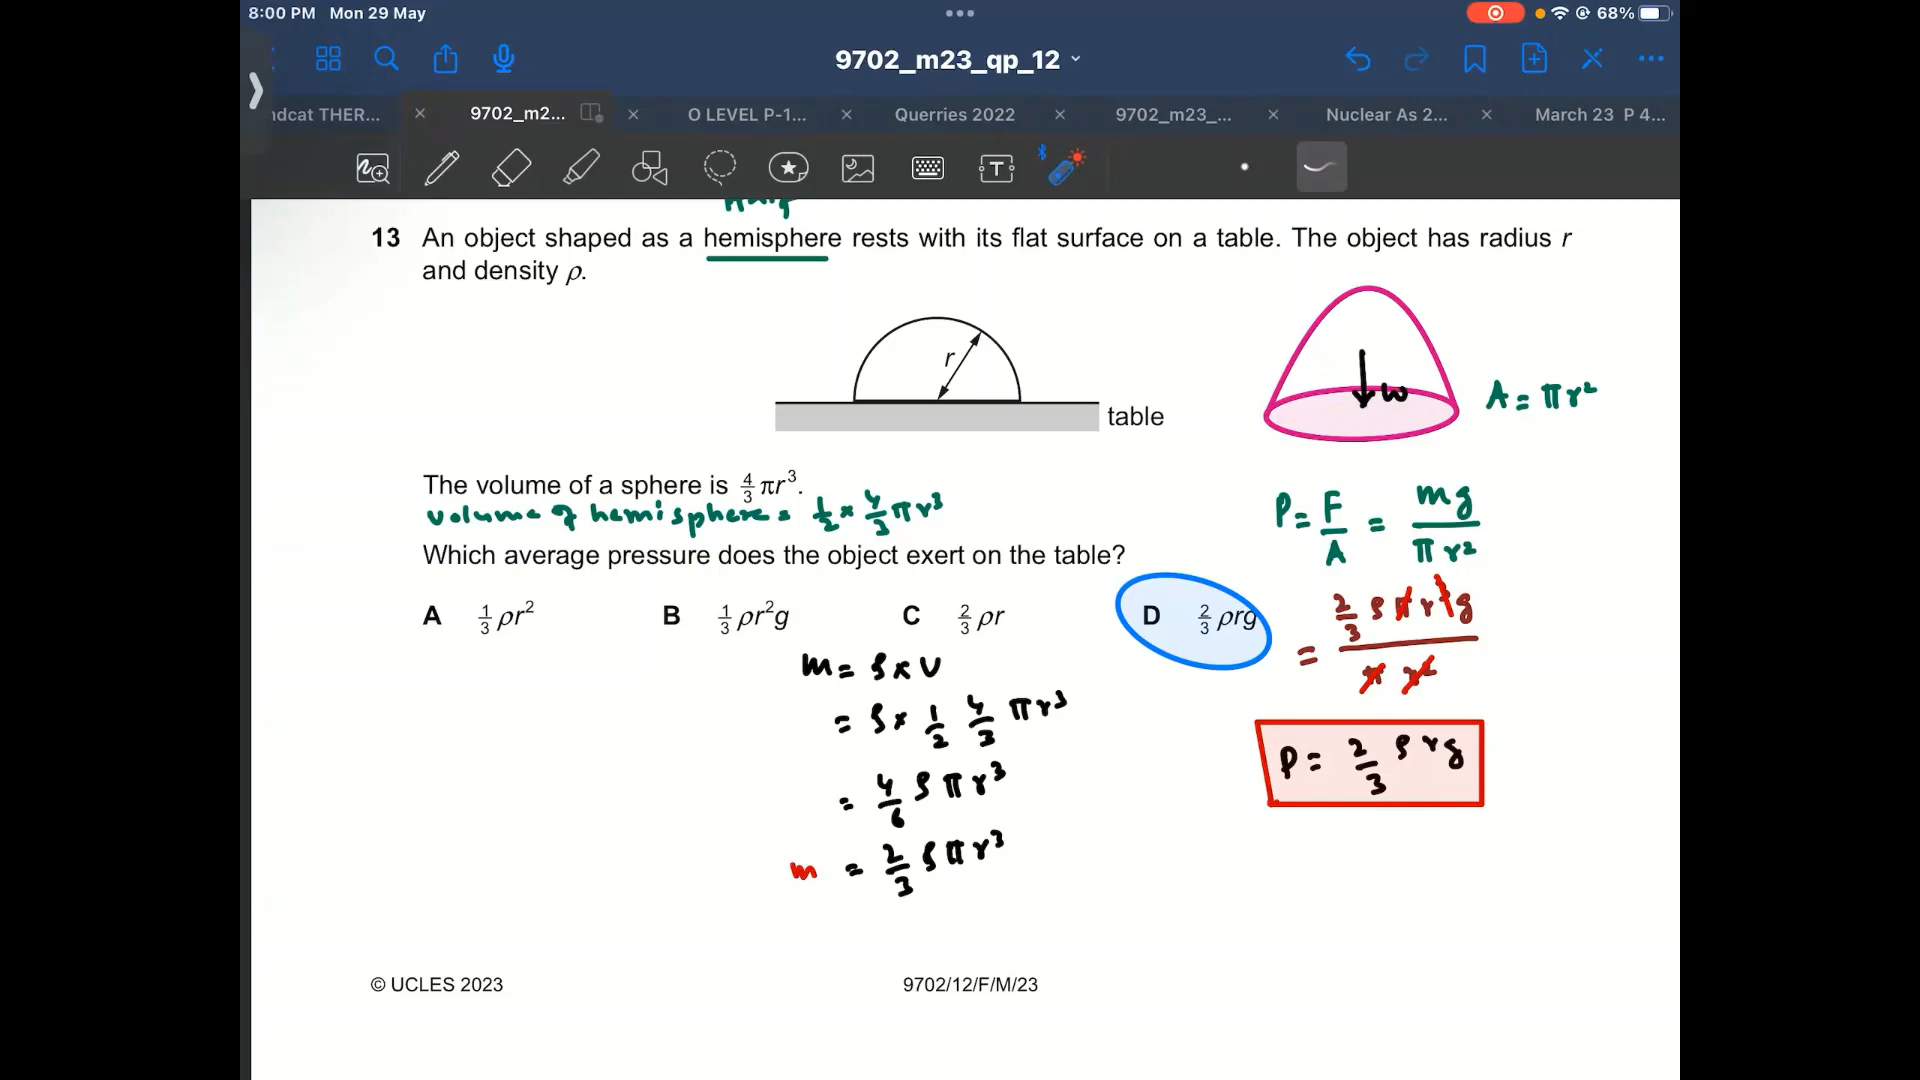 8:00 PM Mon 29 May
68%
9702_m23_qp_12
ndcat THER...
9702_m2...
O LEVEL P-1...
Querries 2022
9702_m23_...
Nuclear As 2...
March 23 P 4...
13 An object shaped as a hemisphere rests with its flat surface on a table. The object has radius r
and density ρ.
r
table
W
A = πr²
The volume of a sphere is 4/3 πr³.
volume of hemisphere = 1/2 × 4/3 πr³
Which average pressure does the object exert on the table?
A 1/3 ρr²
B 1/3 ρr²g
C 2/3 ρr
D 2/3 ρrg
P = F/A = mg/πr²
= 2/3 ρπr³g / πr²
P = 2/3 ρrg
m = ρ × V
= ρ × 1/2 4/3 πr³
= 4/6 ρπr³
m = 2/3 ρπr³
© UCLES 2023
9702/12/F/M/23